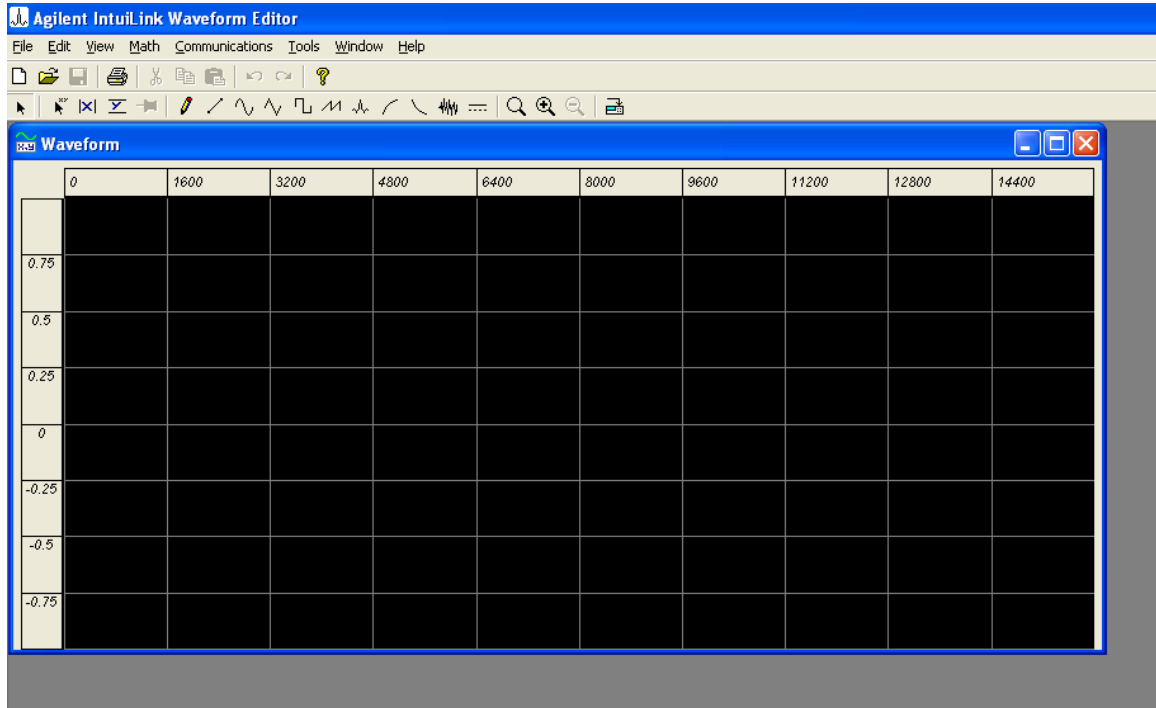 Agilent IntuiLink Waveform Editor
File Edit View Math Communications Tools Window Help
Waveform
0 1600 3200 4800 6400 8000 9600 11200 12800 14400
0.75
0.5
0.25
0
-0.25
-0.5
-0.75